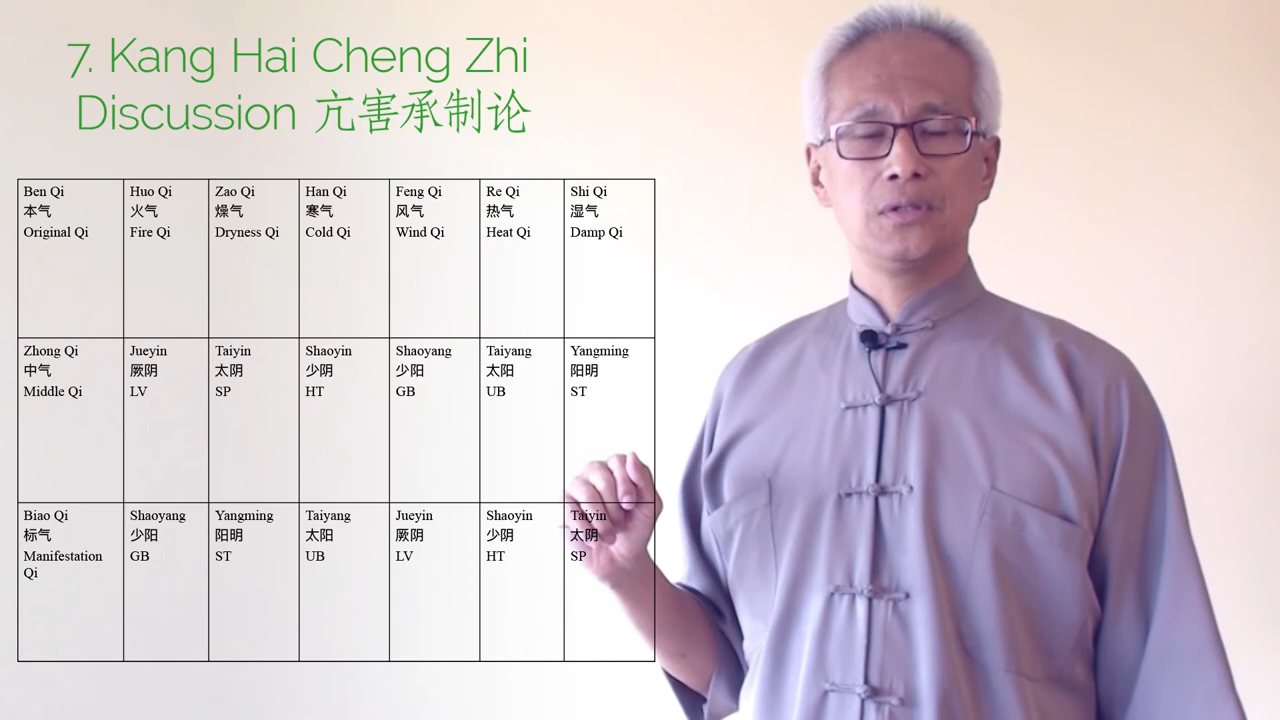 7. Kang Hai Cheng Zhi
Discussion 亢害承制论
Ben Qi
本气
Original Qi
Huo Qi
火气
Fire Qi
Zao Qi
燥气
Dryness Qi
Han Qi
寒气
Cold Qi
Feng Qi
风气
Wind Qi
Re Qi
热气
Heat Qi
Shi Qi
湿气
Damp Qi
Zhong Qi
中气
Middle Qi
Jueyin
厥阴
LV
Taiyin
太阴
SP
Shaoyin
少阴
HT
Shaoyang
少阳
GB
Taiyang
太阳
UB
Yangming
阳明
ST
Biao Qi
标气
Manifestation
Qi
Shaoyang
少阳
GB
Yangming
阳明
ST
Taiyang
太阳
UB
Jueyin
厥阴
LV
Shaoyin
少阴
HT
Taiyin
太阴
SP